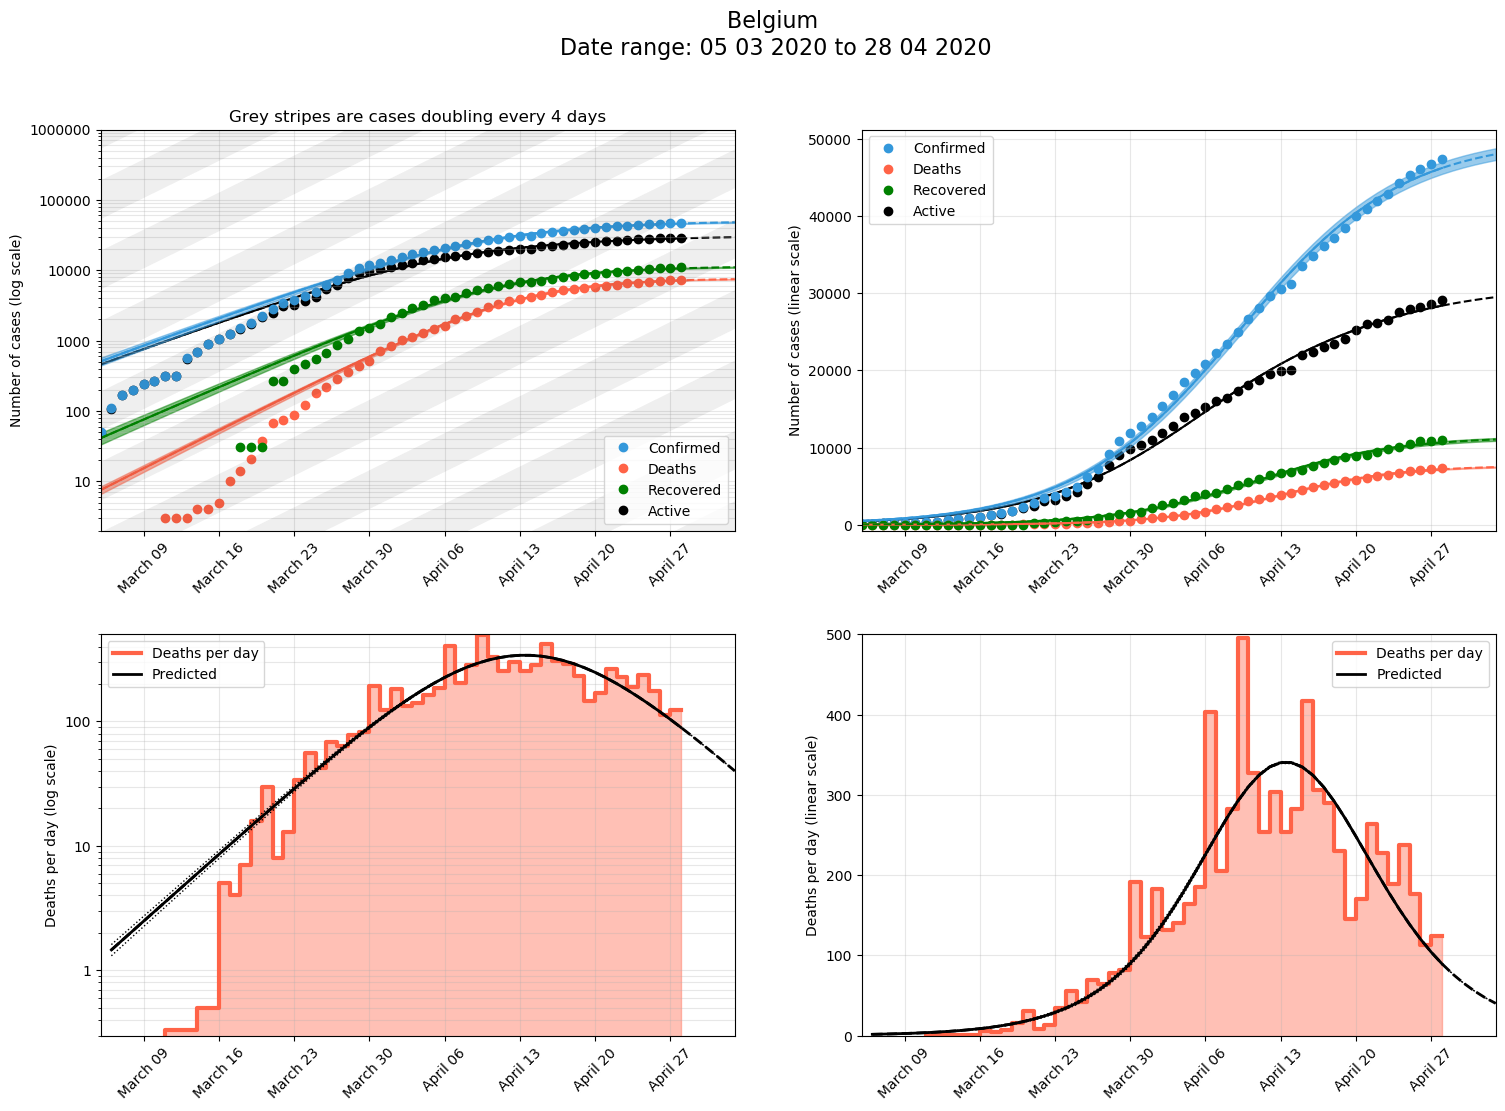 Belgium
Date range: 05 03 2020 to 28 04 2020
Grey stripes are cases doubling every 4 days
Number of cases (log scale)
1000000
100000
10000
1000
100
10
Confirmed
Deaths
Recovered
Active
March 09
March 16
March 23
March 30
April 06
April 13
April 20
April 27
Number of cases (linear scale)
50000
40000
30000
20000
10000
0
Confirmed
Deaths
Recovered
Active
March 09
March 16
March 23
March 30
April 06
April 13
April 20
April 27
Deaths per day (log scale)
100
10
1
Deaths per day
Predicted
March 09
March 16
March 23
March 30
April 06
April 13
April 20
April 27
Deaths per day (linear scale)
500
400
300
200
100
0
Deaths per day
Predicted
March 09
March 16
March 23
March 30
April 06
April 13
April 20
April 27